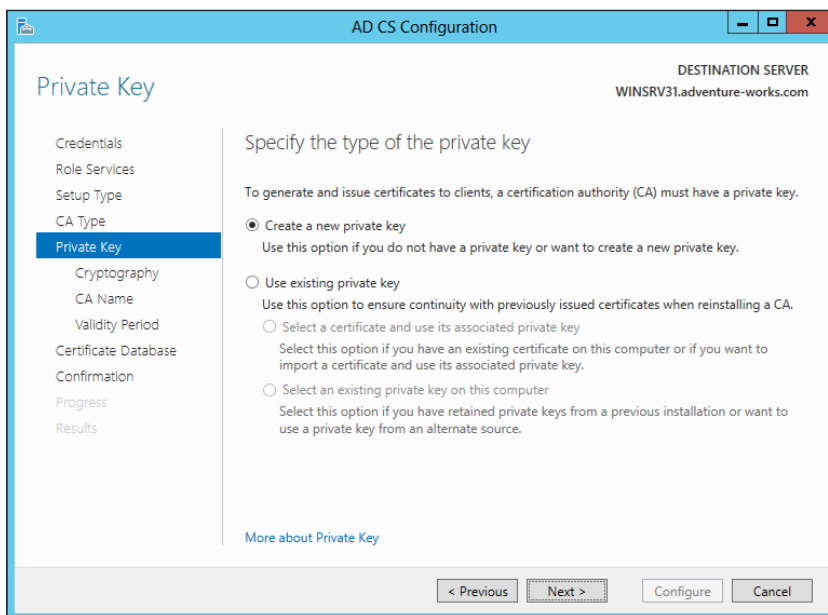 AD CS Configuration
Private Key
DESTINATION SERVER
WINSRV31.adventure-works.com
Credentials
Role Services
Setup Type
CA Type
Private Key
Cryptography
CA Name
Validity Period
Certificate Database
Confirmation
Progress
Results
Specify the type of the private key
To generate and issue certificates to clients, a certification authority (CA) must have a private key.
Create a new private key
Use this option if you do not have a private key or want to create a new private key.
Use existing private key
Use this option to ensure continuity with previously issued certificates when reinstalling a CA.
Select a certificate and use its associated private key
Select this option if you have an existing certificate on this computer or if you want to
import a certificate and use its associated private key.
Select an existing private key on this computer
Select this option if you have retained private keys from a previous installation or want to
use a private key from an alternate source.
More about Private Key
< Previous
Next >
Configure
Cancel